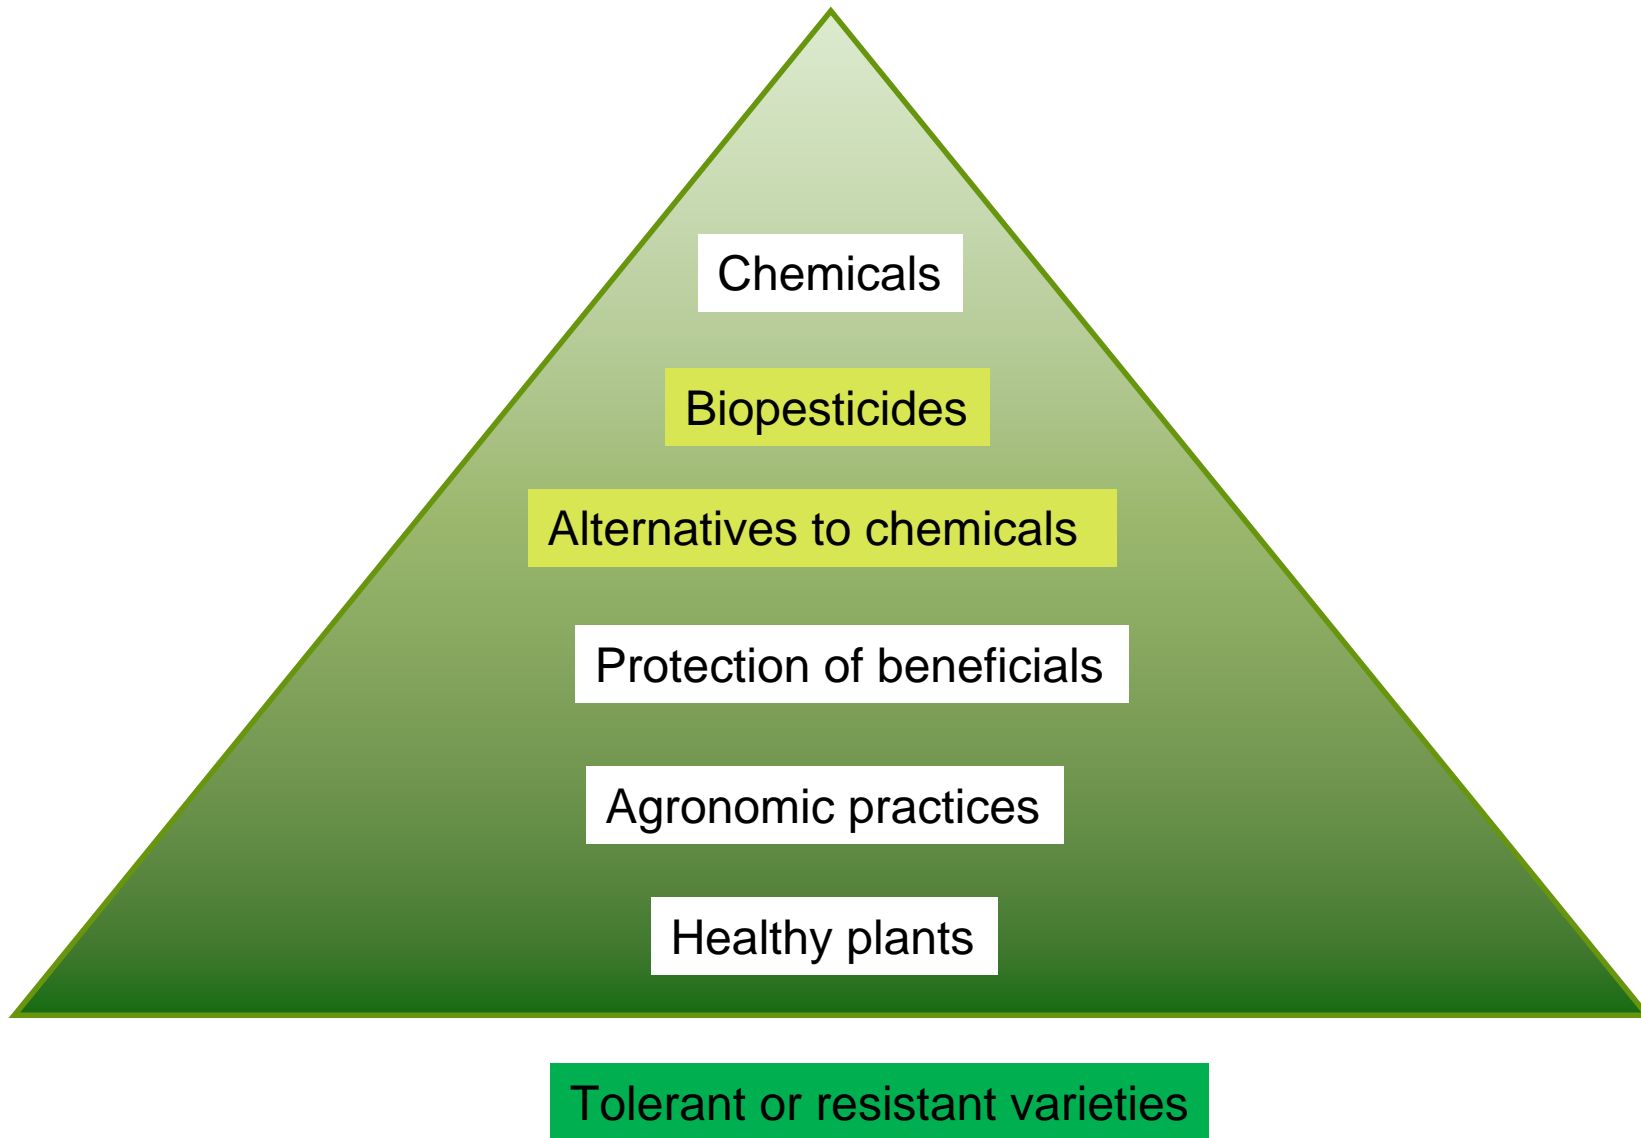 Chemicals
Biopesticides
Alternatives to chemicals
Protection of beneficials
Agronomic practices
Healthy plants
Tolerant or resistant varieties